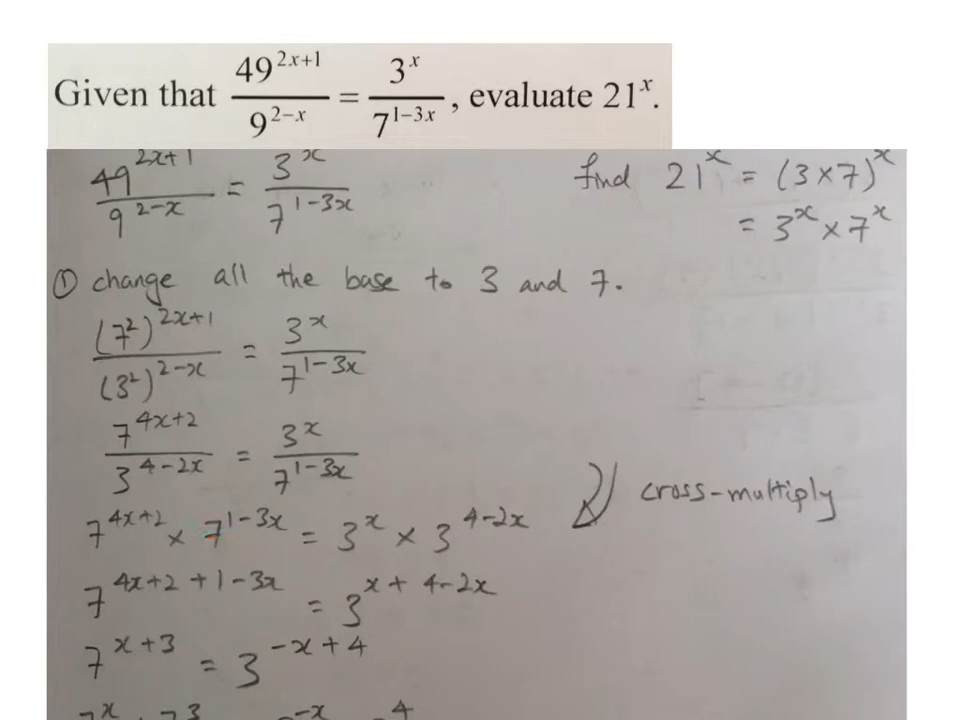 Given that 49^{2x+1} / 9^{2-x} = 3^x / 7^{1-3x}, evaluate 21^x.
49^{2x+1} / 9^{2-x} = 3^x / 7^{1-3x}
find 21^x = (3×7)^x
= 3^x × 7^x
① change all the base to 3 and 7.
(7^2)^{2x+1} / (3^2)^{2-x} = 3^x / 7^{1-3x}
7^{4x+2} / 3^{4-2x} = 3^x / 7^{1-3x}
cross-multiply
7^{4x+2} × 7^{1-3x} = 3^x × 3^{4-2x}
7^{4x+2+1-3x} = 3^{x+4-2x}
7^{x+3} = 3^{-x+4}